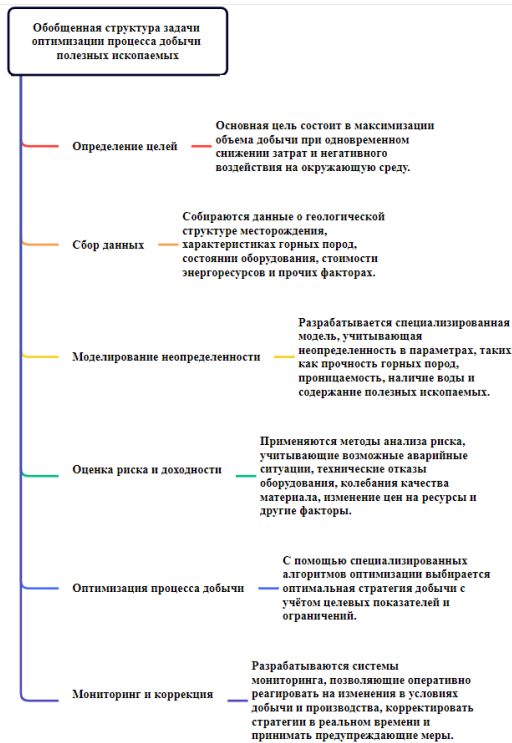 Обобщенная структура задачи
оптимизации процесса добычи
полезных ископаемых
Определение целей
Основная цель состоит в максимизации
объема добычи при одновременном
снижении затрат и негативного
воздействия на окружающую среду.
Сбор данных
Собираются данные о геологической
структуре месторождения,
характеристиках горных пород,
состоянии оборудования, стоимости
энергоресурсов и прочих факторах.
Моделирование неопределенности
Разрабатывается специализированная
модель, учитывающая
неопределенность в параметрах, таких
как прочность горных пород,
проницаемость, наличие воды и
содержание полезных ископаемых.
Оценка риска и доходности
Применяются методы анализа риска,
учитывающие возможные аварийные
ситуации, технические отказы
оборудования, колебания качества
материала, изменение цен на ресурсы и
другие факторы.
Оптимизация процесса добычи
С помощью специализированных
алгоритмов оптимизации выбирается
оптимальная стратегия добычи с
учётом целевых показателей и
ограничений.
Мониторинг и коррекция
Разрабатываются системы
мониторинга, позволяющие оперативно
реагировать на изменения в условиях
добычи и производства, корректировать
стратегии в реальном времени и
принимать предупреждающие меры.